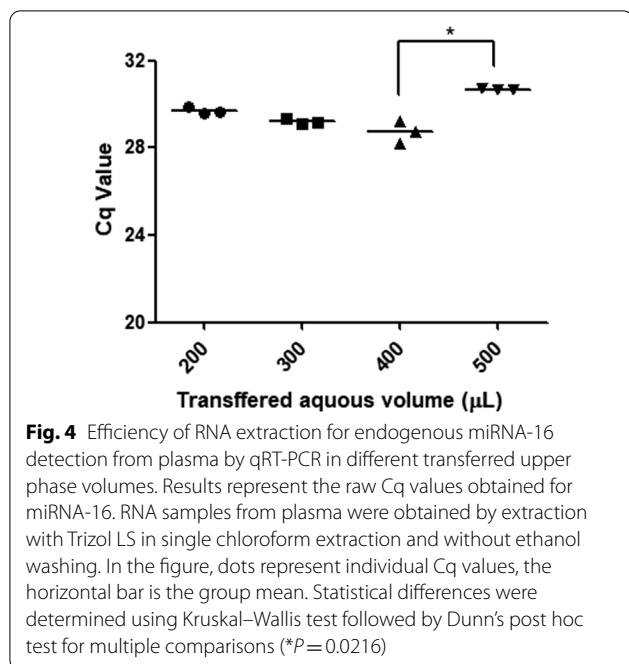 *
32
28
24
20
Cq Value
200
300
400
500
Transffered aquous volume (μL)
Fig. 4 Efficiency of RNA extraction for endogenous miRNA-16
detection from plasma by qRT-PCR in different transferred upper
phase volumes. Results represent the raw Cq values obtained for
miRNA-16. RNA samples from plasma were obtained by extraction
with Trizol LS in single chloroform extraction and without ethanol
washing. In the figure, dots represent individual Cq values, the
horizontal bar is the group mean. Statistical differences were
determined using Kruskal–Wallis test followed by Dunn's post hoc
test for multiple comparisons (*P = 0.0216)